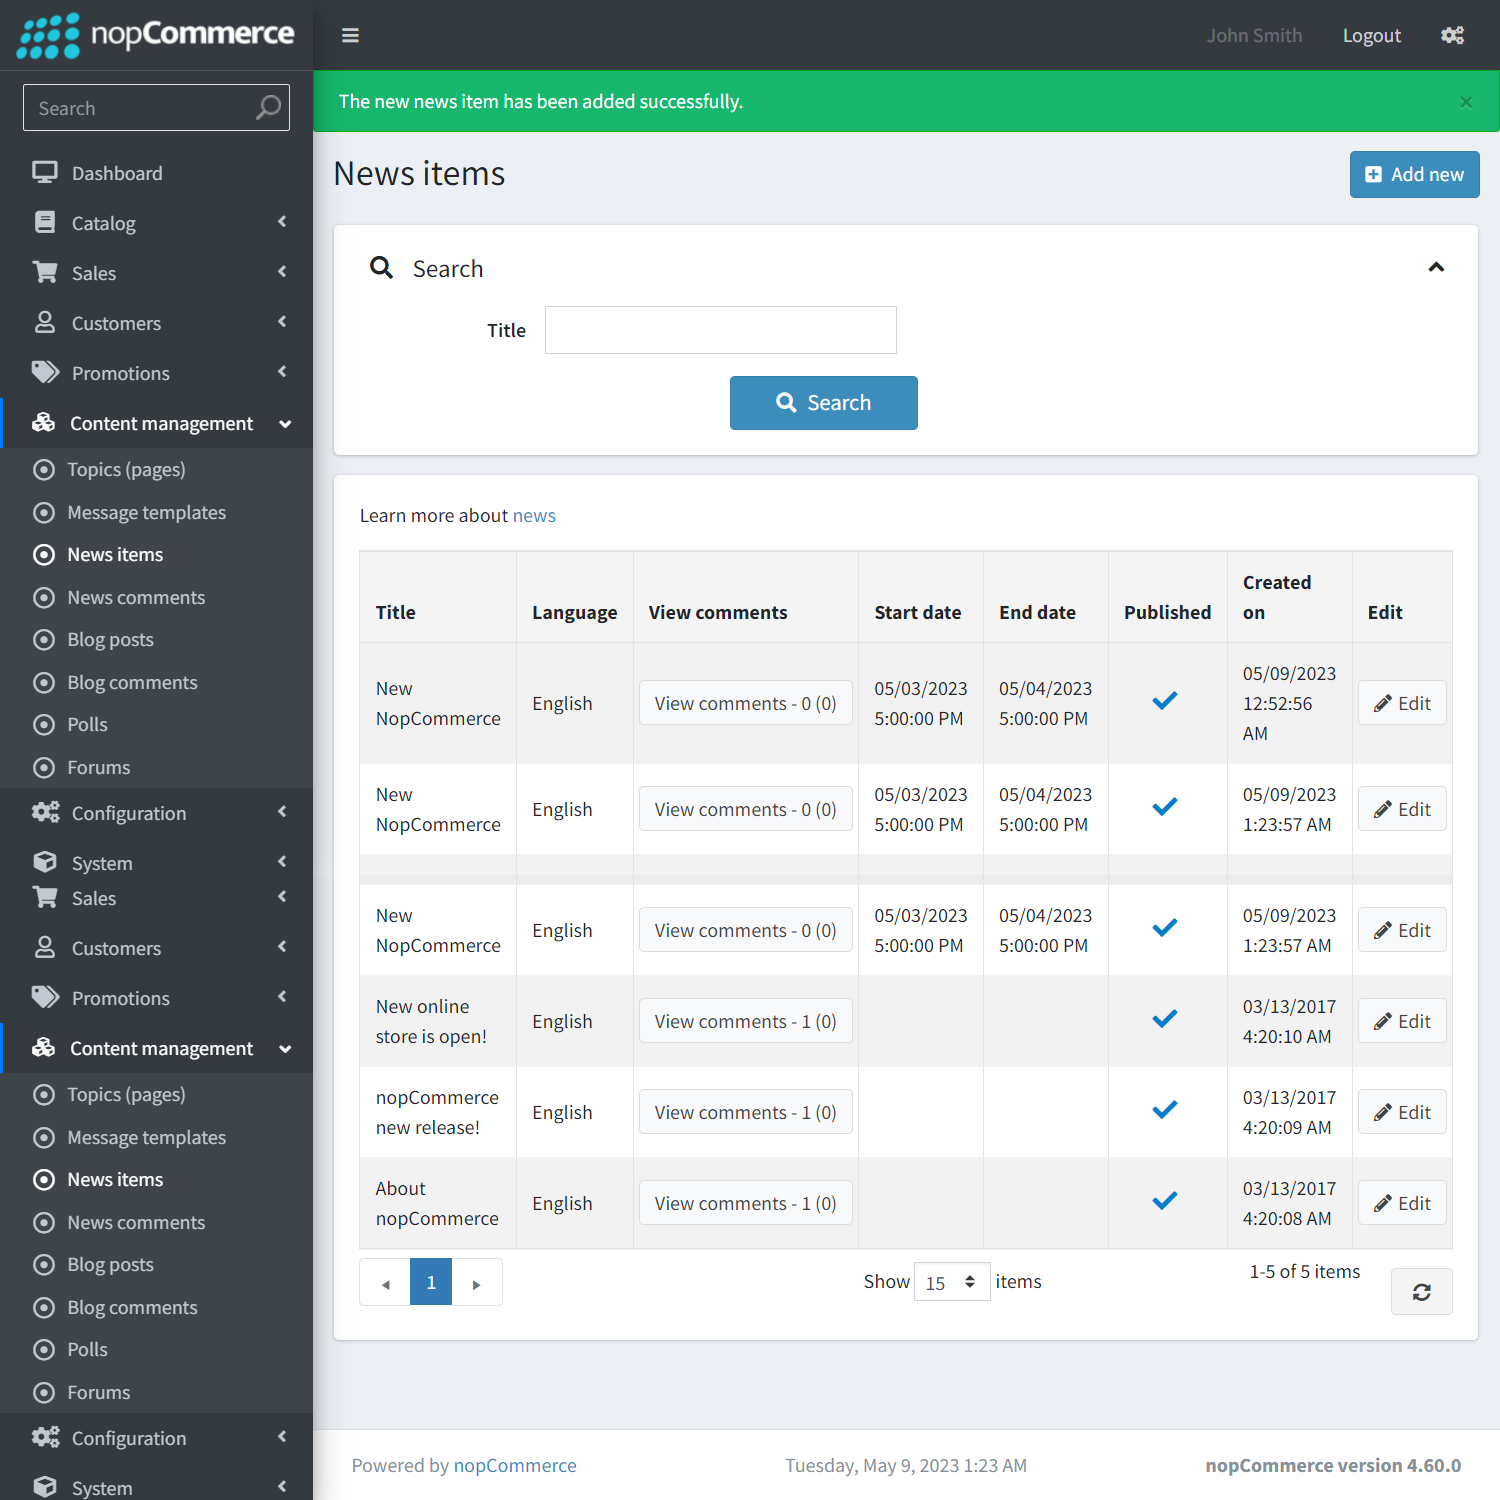 nopCommerce
John Smith
Logout
Search
The new news item has been added successfully.
×
Dashboard
Catalog
Sales
Customers
Promotions
Content management
Topics (pages)
Message templates
News items
News comments
Blog posts
Blog comments
Polls
Forums
Configuration
System
Sales
Customers
Promotions
Content management
Topics (pages)
Message templates
News items
News comments
Blog posts
Blog comments
Polls
Forums
Configuration
System
News items
Add new
Search
Title
Search
Learn more about news
Title Language View comments Start date End date Published Created on Edit
New NopCommerce English View comments - 0 (0) 05/03/2023 5:00:00 PM 05/04/2023 5:00:00 PM 05/09/2023 12:52:56 AM Edit
New NopCommerce English View comments - 0 (0) 05/03/2023 5:00:00 PM 05/04/2023 5:00:00 PM 05/09/2023 1:23:57 AM Edit
New NopCommerce English View comments - 0 (0) 05/03/2023 5:00:00 PM 05/04/2023 5:00:00 PM 05/09/2023 1:23:57 AM Edit
New online store is open! English View comments - 1 (0) 03/13/2017 4:20:10 AM Edit
nopCommerce new release! English View comments - 1 (0) 03/13/2017 4:20:09 AM Edit
About nopCommerce English View comments - 1 (0) 03/13/2017 4:20:08 AM Edit
1
Show 15 items
1-5 of 5 items
Powered by nopCommerce
Tuesday, May 9, 2023 1:23 AM
nopCommerce version 4.60.0